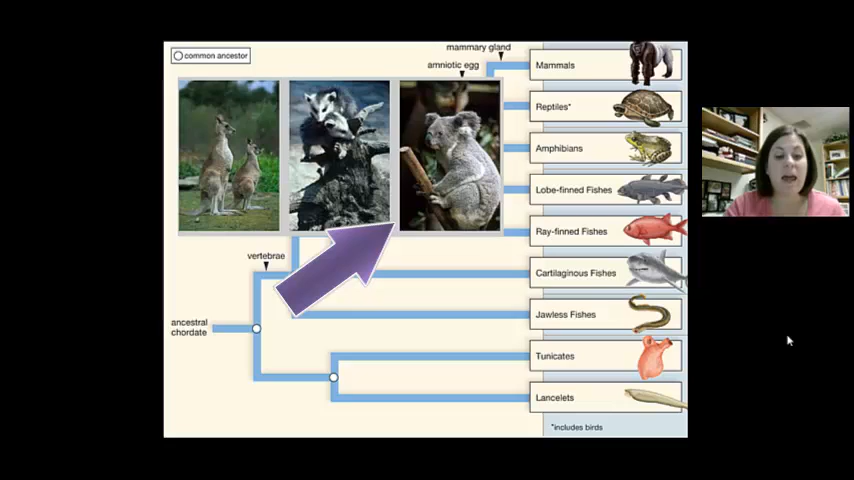 common ancestor
mammary gland
amniotic egg
Mammals
Reptiles*
Amphibians
Lobe-finned Fishes
Ray-finned Fishes
vertebrae
Cartilaginous Fishes
Jawless Fishes
ancestral
chordate
Tunicates
Lancelets
*includes birds